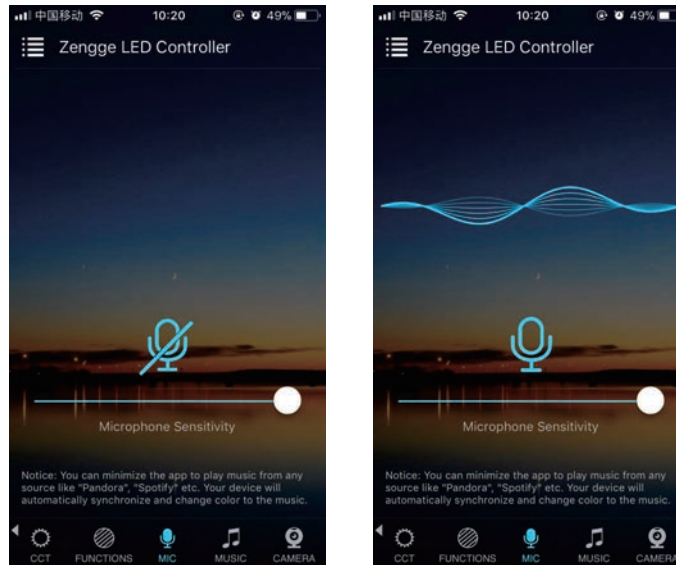 中国移动 10:20 49%
Zengge LED Controller
Microphone Sensitivity
Notice: You can minimize the app to play music from any
source like "Pandora", "Spotify" etc. Your device will
automatically synchronize and change color to the music.
CCT FUNCTIONS MIC MUSIC CAMERA
中国移动 10:20 49%
Zengge LED Controller
Microphone Sensitivity
Notice: You can minimize the app to play music from any
source like "Pandora", "Spotify" etc. Your device will
automatically synchronize and change color to the music.
CCT FUNCTIONS MIC MUSIC CAMERA